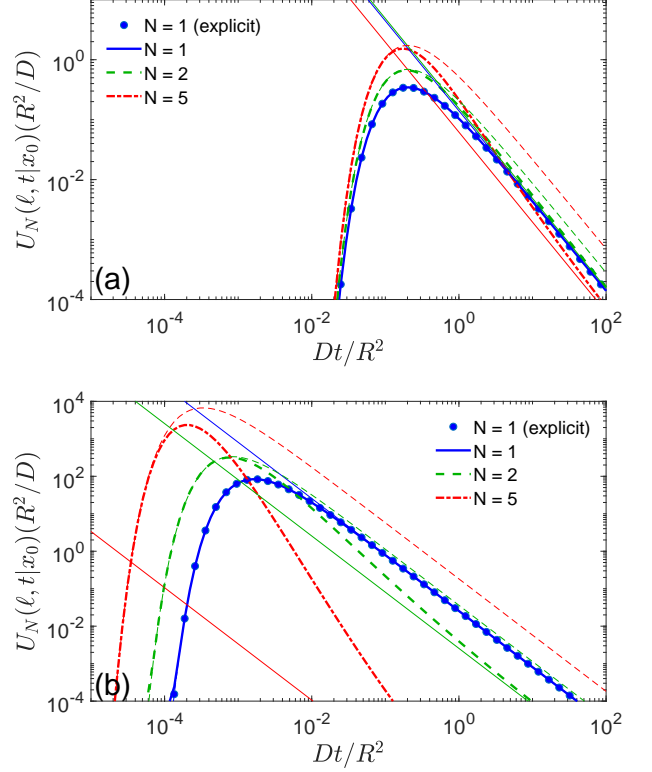 N = 1 (explicit)
N = 1
N = 2
N = 5
U_N(ℓ, t|x_0)(R^2/D)
10^0
10^-2
10^-4
(a)
10^-4 10^-2 10^0 10^2
Dt/R^2
N = 1 (explicit)
N = 1
N = 2
N = 5
U_N(ℓ, t|x_0)(R^2/D)
10^4
10^2
10^0
10^-2
10^-4
(b)
10^-4 10^-2 10^0 10^2
Dt/R^2